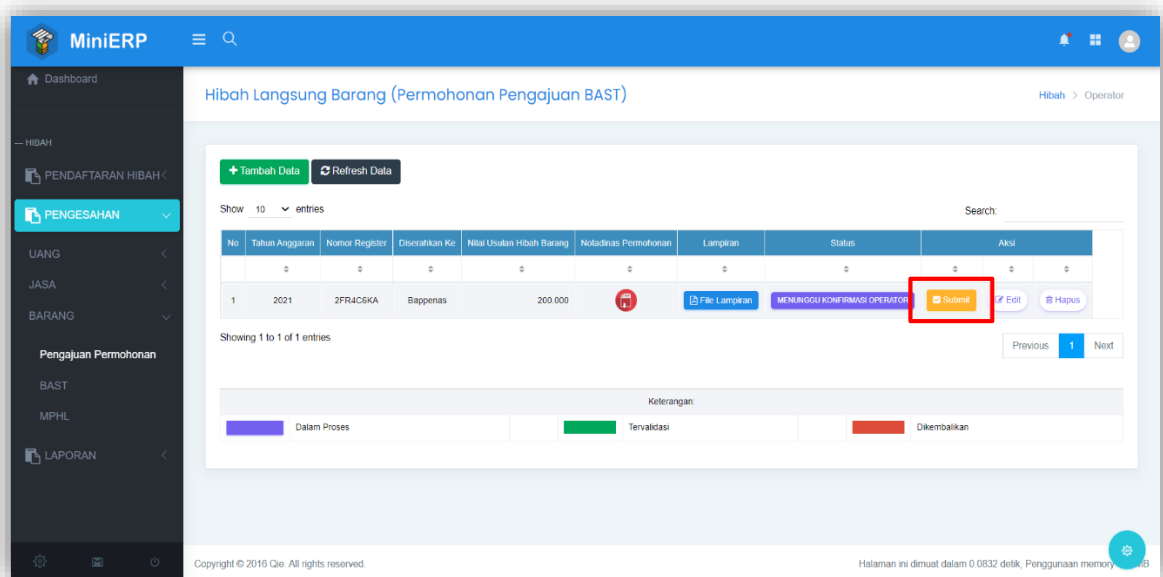 MiniERP
Dashboard
Hibah Langsung Barang (Permohonan Pengajuan BAST)
Hibah > Operator
--- HIBAH
PENDAFTARAN HIBAH
PENGESAHAN
UANG
JASA
BARANG
Pengajuan Permohonan
BAST
MPHL
LAPORAN
Tambah Data Refresh Data
Show 10 entries
Search:
No Tahun Anggaran Nomor Register Diserahkan Ke Nilai Usulan Hibah Barang Notadinas Permohonan Lampiran Status Aksi
1 2021 2FR4C6KA Bappenas 200.000 File Lampiran MENUNGGU KONFIRMASI OPERATOR Submit Edit Hapus
Showing 1 to 1 of 1 entries
Previous 1 Next
Keterangan:
Dalam Proses Tervalidasi Dikembalikan
Copyright © 2016 Qie. All rights reserved.
Halaman ini dimuat dalam 0.0832 detik, Penggunaan memory